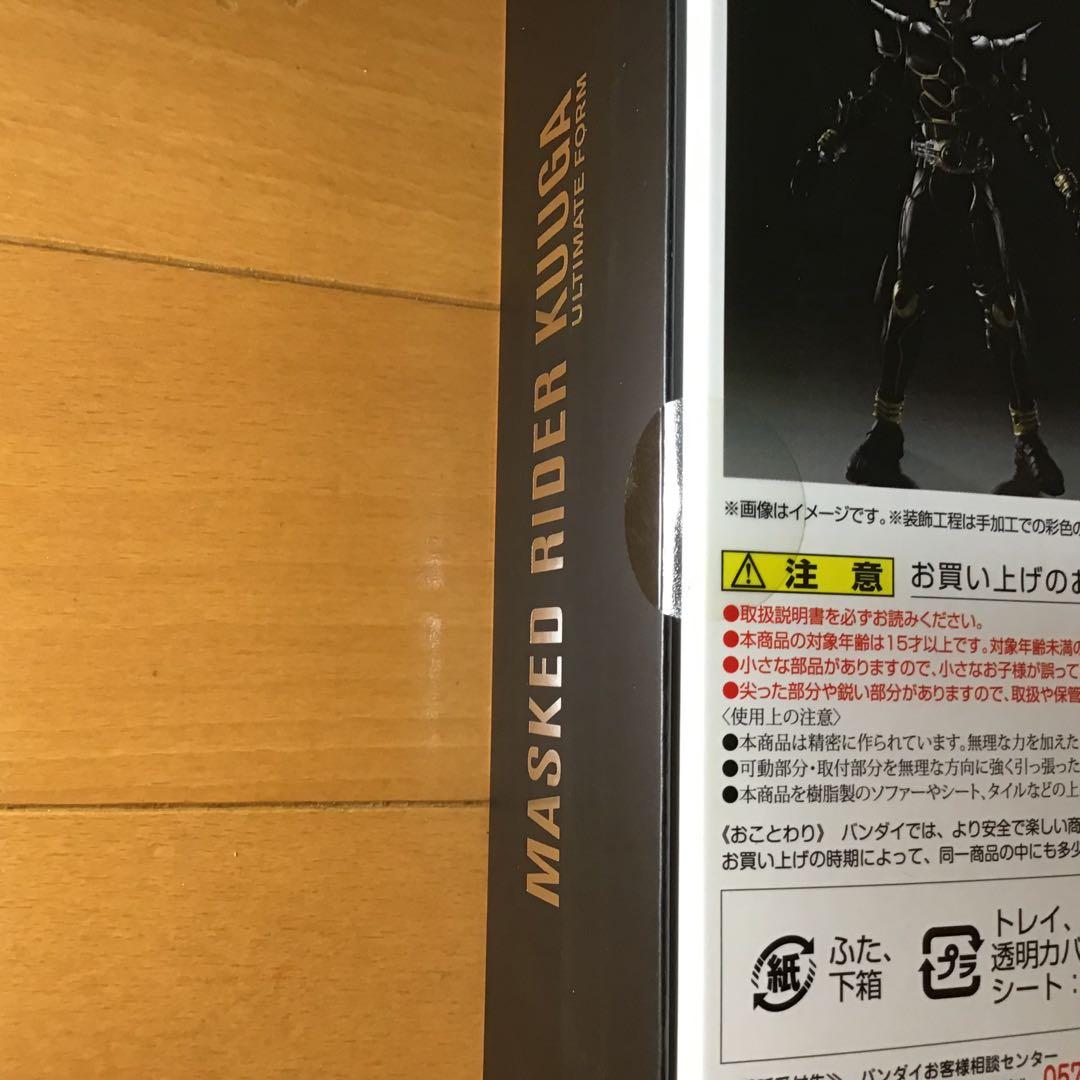 MASKED RIDER KUUGA
ULTIMATE FORM
※画像はイメージです。※装飾工程は手加工での彩色の
注意 お買い上げのお
●取扱説明書を必ずお読みください。
●本商品の対象年齢は15才以上です。対象年齢未満の
●小さな部品がありますので、小さなお子様が誤って
●尖った部分や鋭い部分がありますので、取扱や保管
〈使用上の注意〉
●本商品は精密に作られています。無理な力を加えた
●可動部分・取付部分を無理な方向に強く引っ張った
●本商品を樹脂製のソファーやシート、タイルなどの上
《おことわり》 バンダイでは、より安全で楽しい商
お買い上げの時期によって、同一商品の中にも多少
紙 ふた、
下箱
プラ トレイ、
透明カバ
シート:
バンダイお客様相談センター
057